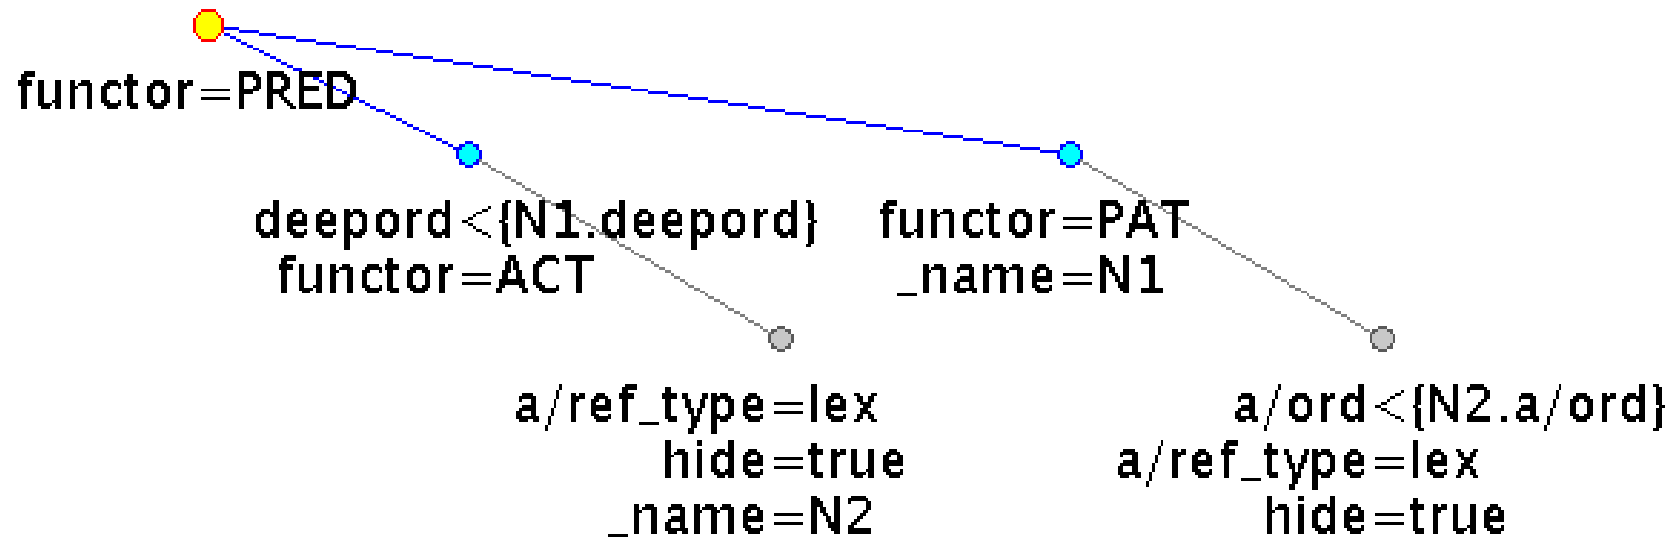 functor=PRED
deepord<{N1.deepord}
functor=ACT
functor=PAT
_name=N1
a/ref_type=lex
hide=true
_name=N2
a/ord<{N2.a/ord}
a/ref_type=lex
hide=true